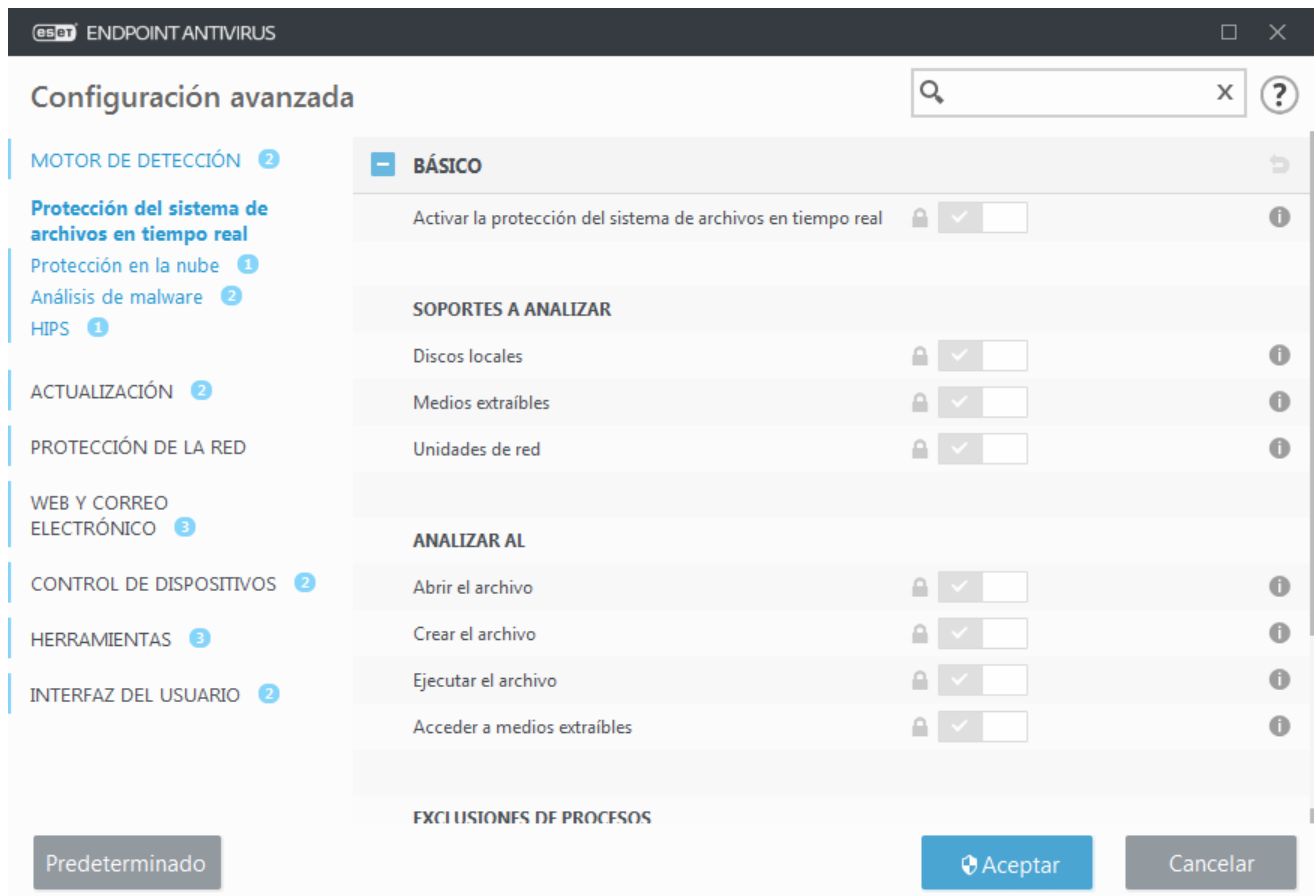 eset ENDPOINT ANTIVIRUS
Configuración avanzada
x
?
MOTOR DE DETECCIÓN 2
Protección del sistema de
archivos en tiempo real
Protección en la nube 1
Análisis de malware 2
HIPS 1
ACTUALIZACIÓN 2
PROTECCIÓN DE LA RED
WEB Y CORREO
ELECTRÓNICO 3
CONTROL DE DISPOSITIVOS 2
HERRAMIENTAS 3
INTERFAZ DEL USUARIO 2
BÁSICO
Activar la protección del sistema de archivos en tiempo real
SOPORTES A ANALIZAR
Discos locales
Medios extraíbles
Unidades de red
ANALIZAR AL
Abrir el archivo
Crear el archivo
Ejecutar el archivo
Acceder a medios extraíbles
EXCLUSIONES DE PROCESOS
Predeterminado
Aceptar
Cancelar